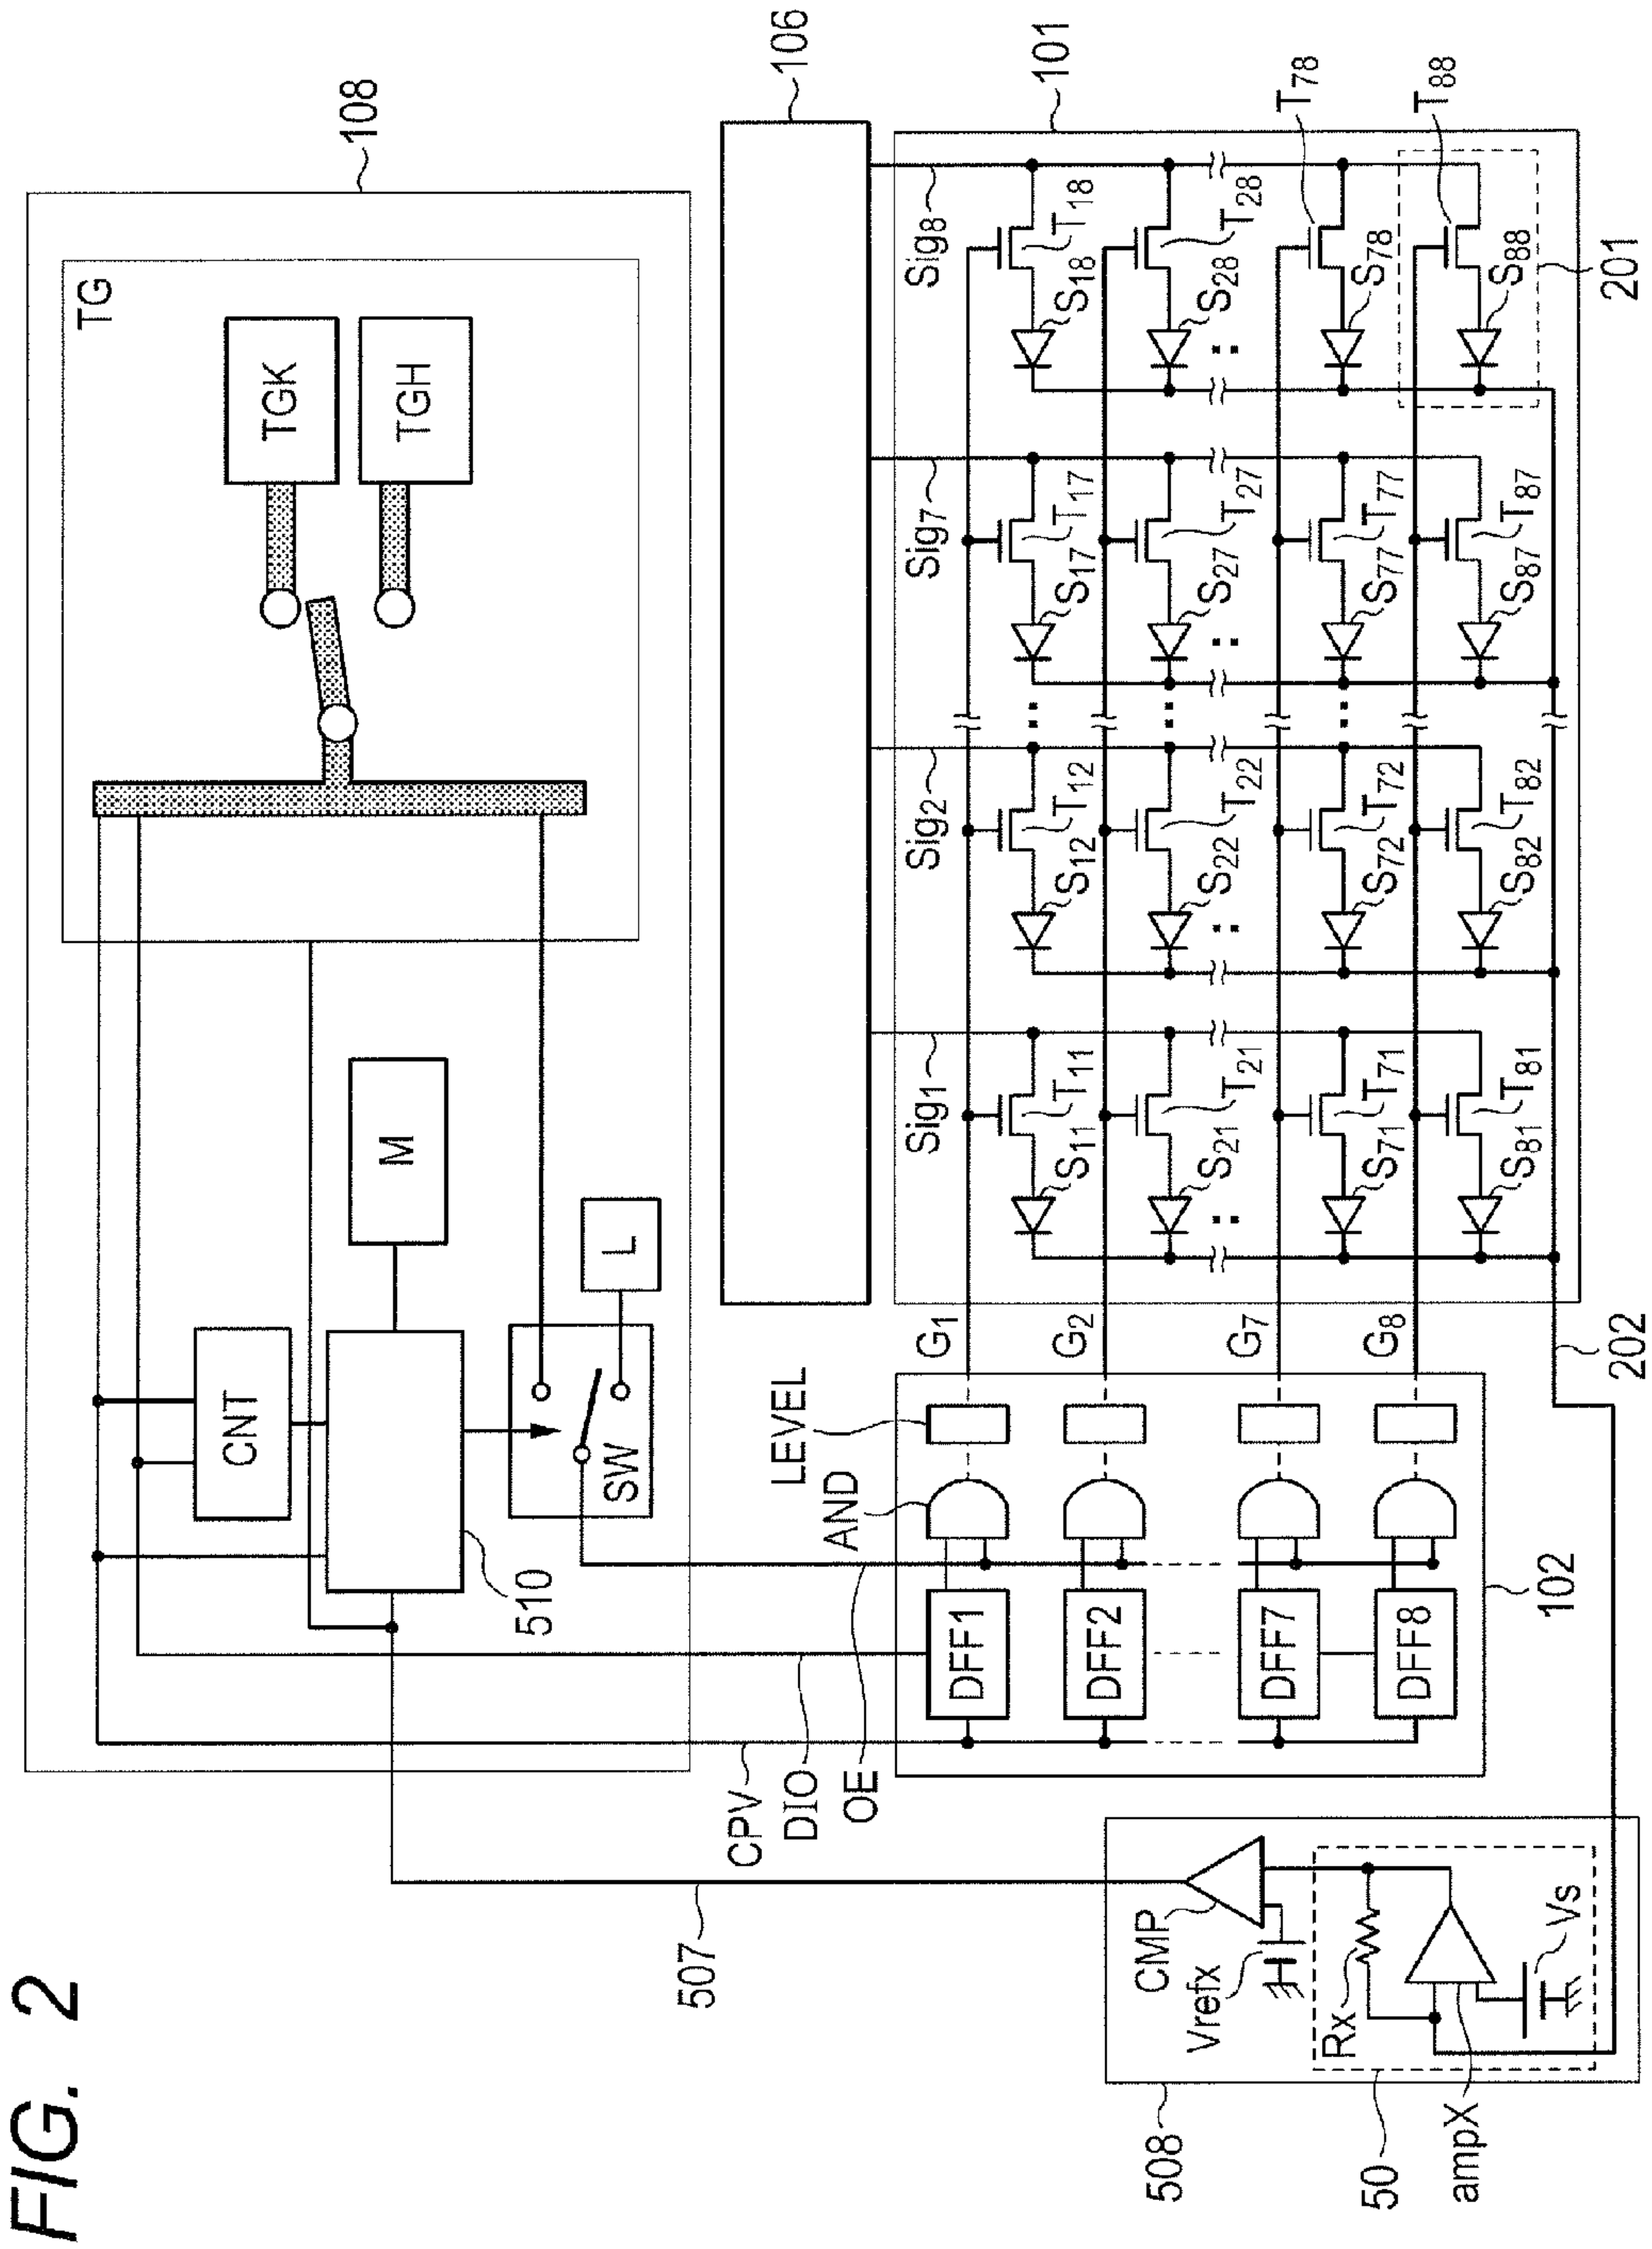 FIG. 2
108
TG
TGK
TGH
M
CNT
L
SW
510
106
101
CPV
DIO
OE
AND
LEVEL
DFF1
DFF2
DFF7
DFF8
102
G1
G2
G7
G8
Sig1
Sig2
Sig7
Sig8
S11 T11 S12 T12 S17 T17 S18 T18
S21 T21 S22 T22 S27 T27 S28 T28
S71 T71 S72 T72 S77 T77 S78 T78
S81 T81 S82 T82 S87 T87 S88 T88
201
202
507
CMP
Vrefx
Rx
Vs
508
50
ampX